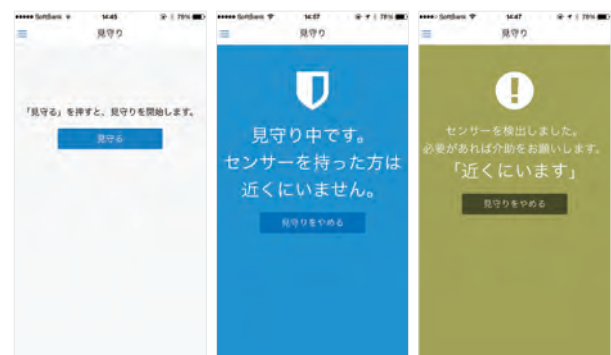 SoftBank 14:45 78%
見守り
「見守る」を押すと、見守りを開始します。
見守る
SoftBank 14:57 78%
見守り
見守り中です。
センサーを持った方は
近くにいません。
見守りをやめる
SoftBank 14:47 78%
見守り
センサーを検出しました。
必要があれば介助をお願いします。
「近くにいます」
見守りをやめる